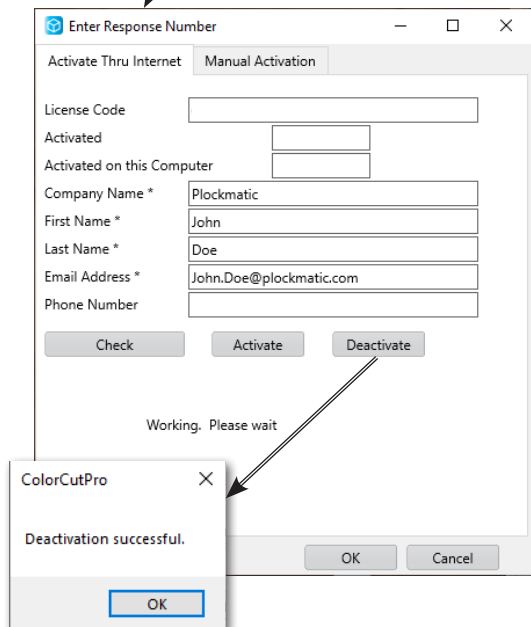 Enter Response Number
Activate Thru Internet Manual Activation
License Code
Activated
Activated on this Computer
Company Name * Plockmatic
First Name * John
Last Name * Doe
Email Address * John.Doe@plockmatic.com
Phone Number
Check Activate Deactivate
Working. Please wait
ColorCutPro
Deactivation successful.
OK
OK Cancel